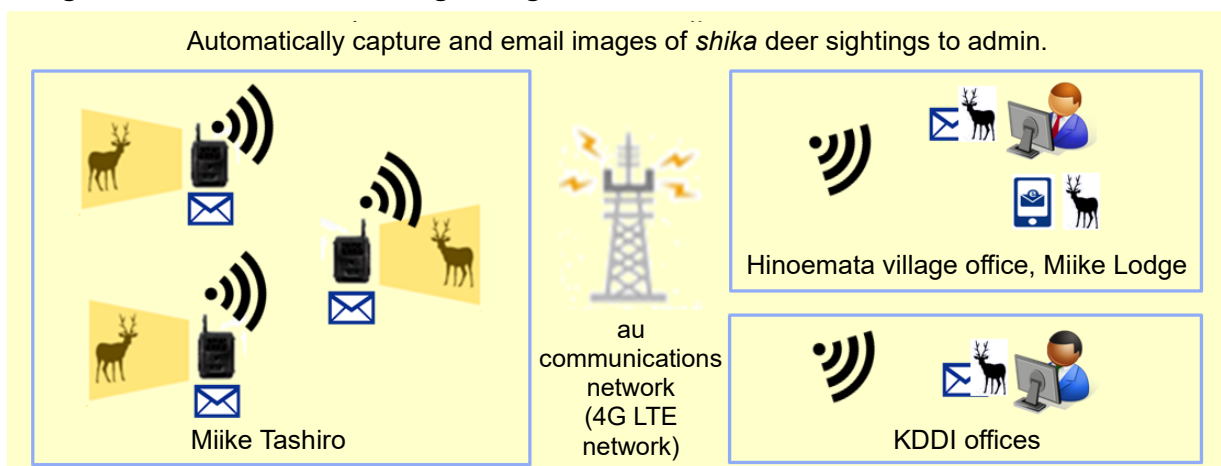 Automatically capture and email images of shika deer sightings to admin.
Miike Tashiro
au
communications
network
(4G LTE
network)
Hinoemata village office, Miike Lodge
KDDI offices